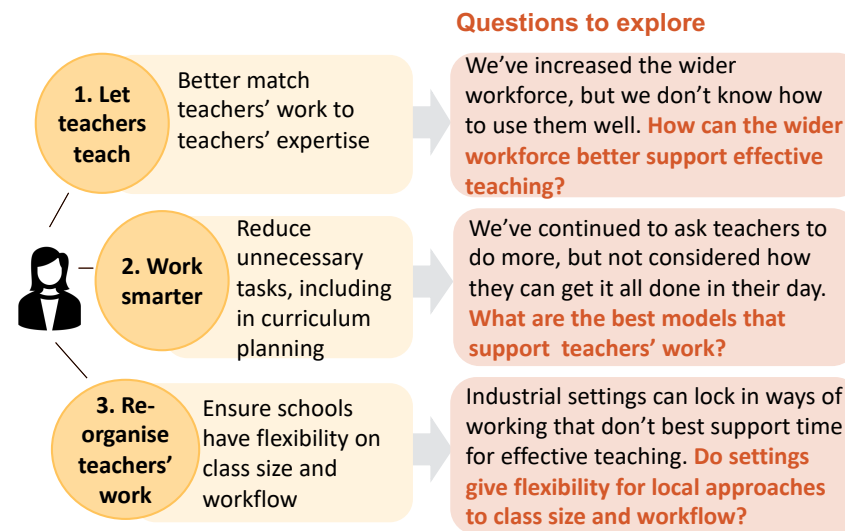 Questions to explore
1. Let
teachers
teach
Better match
teachers’ work to
teachers’ expertise
We’ve increased the wider
workforce, but we don’t know how
to use them well. How can the wider
workforce better support effective
teaching?
2. Work
smarter
Reduce
unnecessary
tasks, including
in curriculum
planning
We’ve continued to ask teachers to
do more, but not considered how
they can get it all done in their day.
What are the best models that
support teachers’ work?
3. Re-
organise
teachers’
work
Ensure schools
have flexibility on
class size and
workflow
Industrial settings can lock in ways of
working that don’t best support time
for effective teaching. Do settings
give flexibility for local approaches
to class size and workflow?